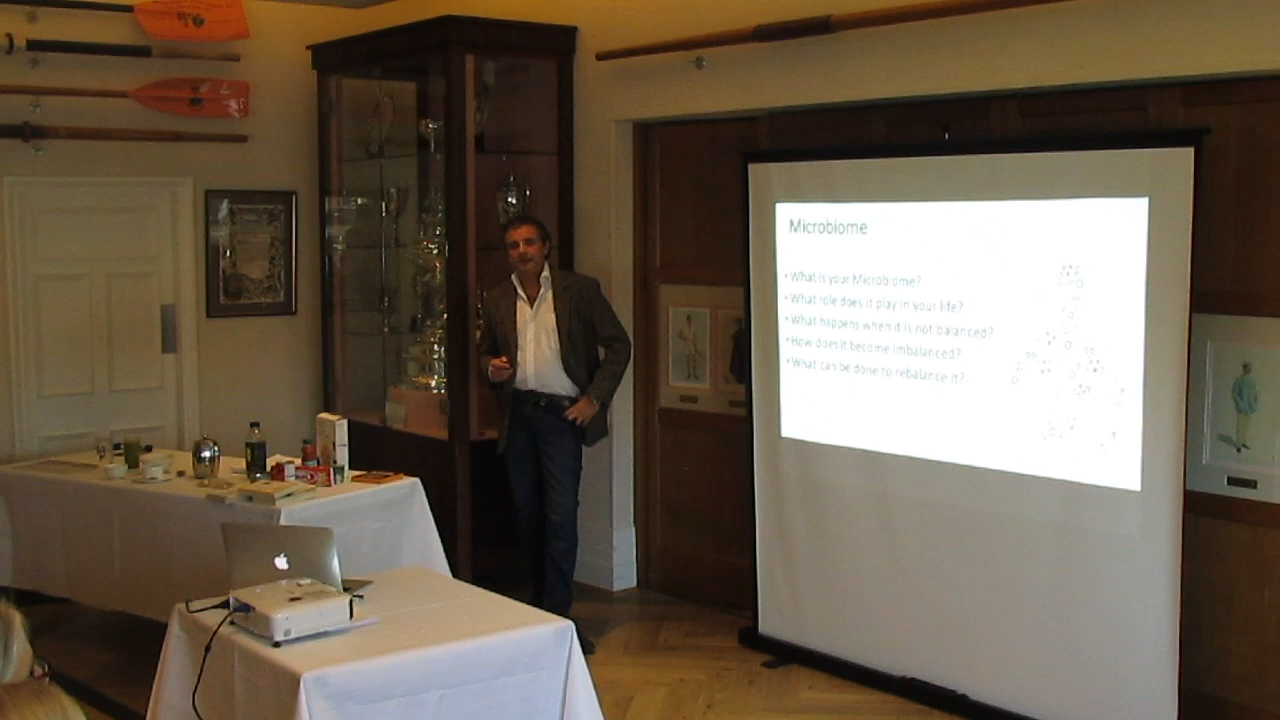 Microbiome
• What is your Microbiome?
• What role does it play in your life?
• What happens when it is not balanced?
• How does it become imbalanced?
• What can be done to rebalance it?